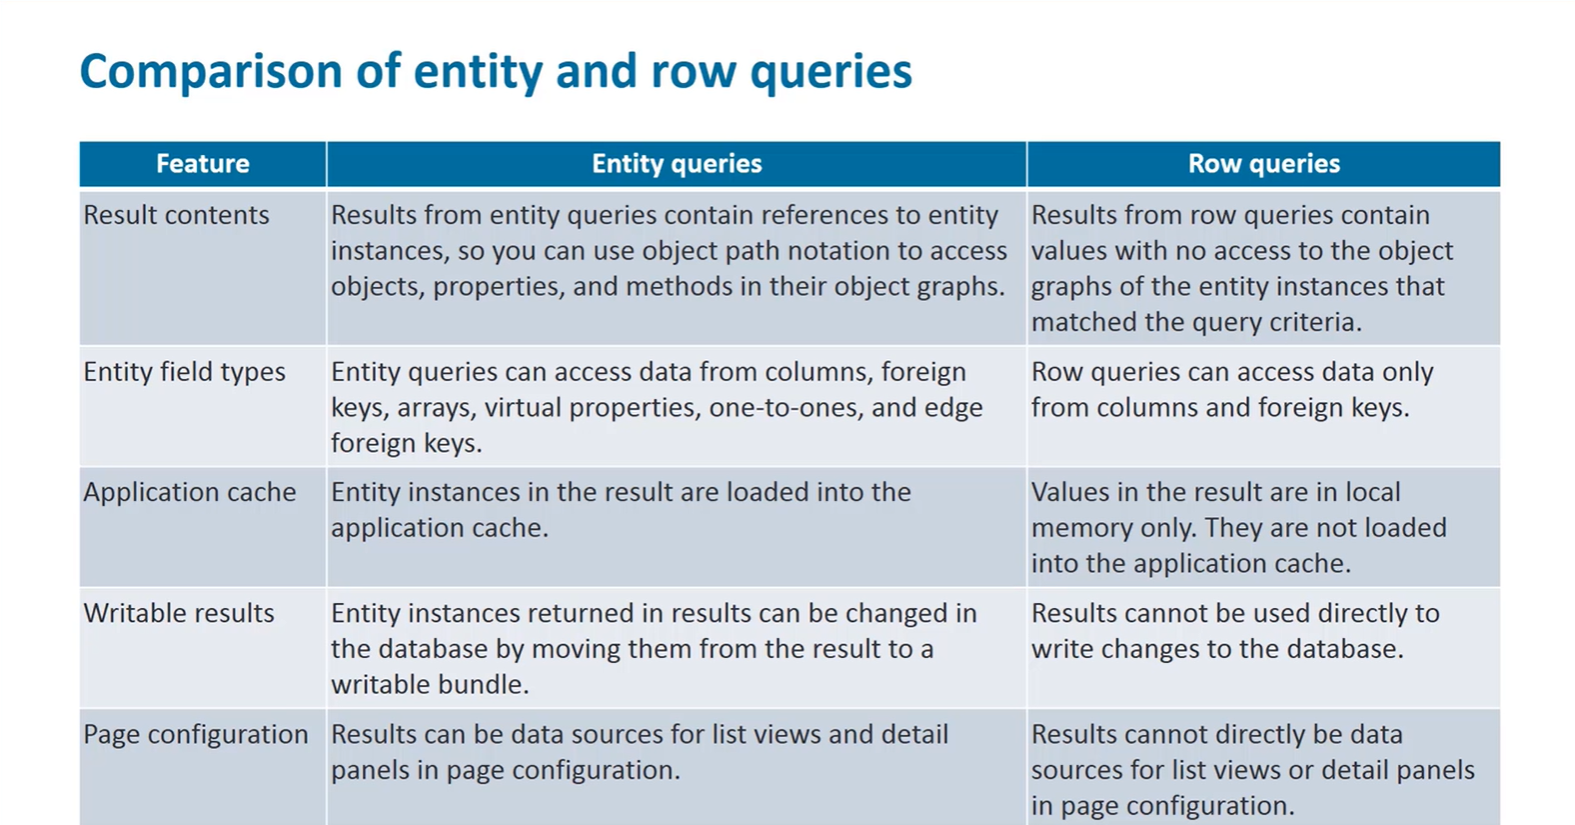 Comparison of entity and row queries
Feature
Entity queries
Row queries
Result contents
Results from entity queries contain references to entity
instances, so you can use object path notation to access
objects, properties, and methods in their object graphs.
Results from row queries contain
values with no access to the object
graphs of the entity instances that
matched the query criteria.
Entity field types
Entity queries can access data from columns, foreign
keys, arrays, virtual properties, one-to-ones, and edge
foreign keys.
Row queries can access data only
from columns and foreign keys.
Application cache
Entity instances in the result are loaded into the
application cache.
Values in the result are in local
memory only. They are not loaded
into the application cache.
Writable results
Entity instances returned in results can be changed in
the database by moving them from the result to a
writable bundle.
Results cannot be used directly to
write changes to the database.
Page configuration
Results can be data sources for list views and detail
panels in page configuration.
Results cannot directly be data
sources for list views or detail panels
in page configuration.